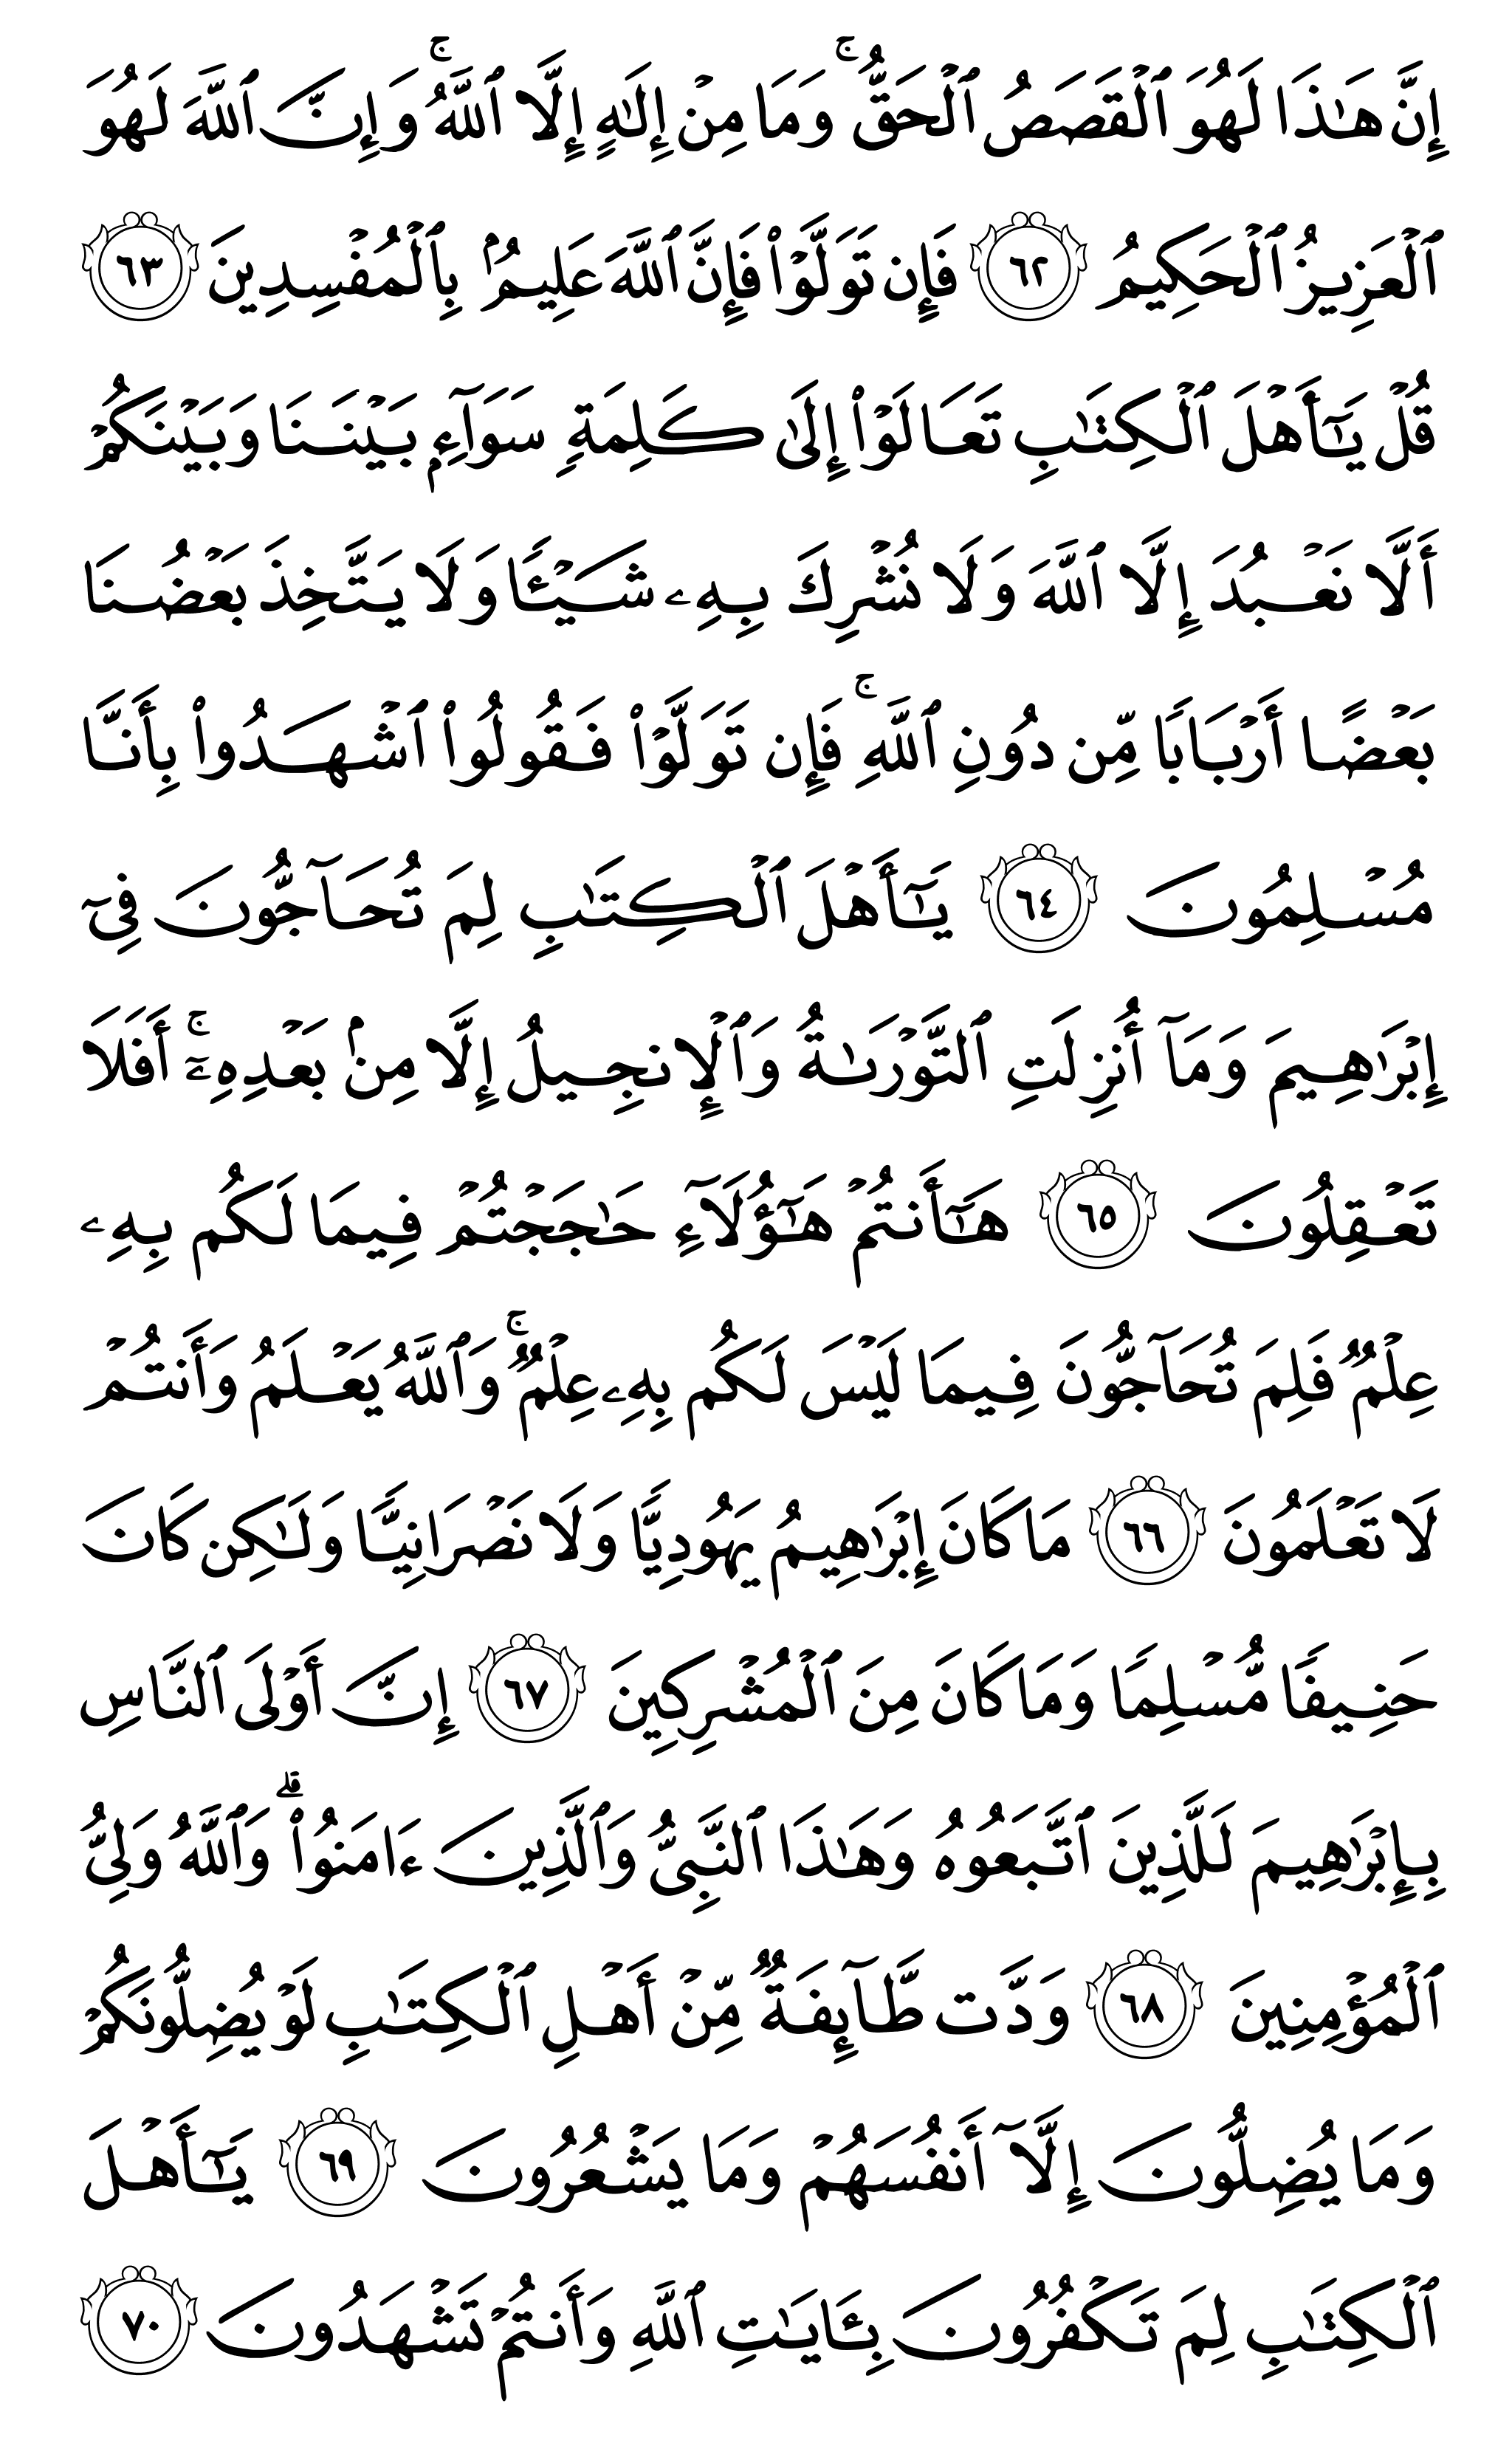 إِنَّ هَٰذَا لَهُوَ ٱلْقَصَصُ ٱلْحَقُّ ۚ وَمَا مِنْ إِلَٰهٍ إِلَّا ٱللَّهُ ۚ وَإِنَّ ٱللَّهَ لَهُوَ
ٱلْعَزِيزُ ٱلْحَكِيمُ ٦٢ فَإِن تَوَلَّوْا۟ فَإِنَّ ٱللَّهَ عَلِيمٌۢ بِٱلْمُفْسِدِينَ ٦٣
قُلْ يَٰٓأَهْلَ ٱلْكِتَٰبِ تَعَالَوْا۟ إِلَىٰ كَلِمَةٍ سَوَآءٍۭ بَيْنَنَا وَبَيْنَكُمْ
أَلَّا نَعْبُدَ إِلَّا ٱللَّهَ وَلَا نُشْرِكَ بِهِۦ شَيْـًٔا وَلَا يَتَّخِذَ بَعْضُنَا
بَعْضًا أَرْبَابًا مِّن دُونِ ٱللَّهِ ۚ فَإِن تَوَلَّوْا۟ فَقُولُوا۟ ٱشْهَدُوا۟ بِأَنَّا
مُسْلِمُونَ ٦٤ يَٰٓأَهْلَ ٱلْكِتَٰبِ لِمَ تُحَآجُّونَ فِىٓ
إِبْرَٰهِيمَ وَمَآ أُنزِلَتِ ٱلتَّوْرَىٰةُ وَٱلْإِنجِيلُ إِلَّا مِنۢ بَعْدِهِۦٓ ۚ أَفَلَا
تَعْقِلُونَ ٦٥ هَٰٓأَنتُمْ هَٰٓؤُلَآءِ حَٰجَجْتُمْ فِيمَا لَكُم بِهِۦ
عِلْمٌ فَلِمَ تُحَآجُّونَ فِيمَا لَيْسَ لَكُم بِهِۦ عِلْمٌ ۚ وَٱللَّهُ يَعْلَمُ وَأَنتُمْ
لَا تَعْلَمُونَ ٦٦ مَا كَانَ إِبْرَٰهِيمُ يَهُودِيًّا وَلَا نَصْرَانِيًّا وَلَٰكِن كَانَ
حَنِيفًا مُّسْلِمًا وَمَا كَانَ مِنَ ٱلْمُشْرِكِينَ ٦٧ إِنَّ أَوْلَى ٱلنَّاسِ
بِإِبْرَٰهِيمَ لَلَّذِينَ ٱتَّبَعُوهُ وَهَٰذَا ٱلنَّبِىُّ وَٱلَّذِينَ ءَامَنُوا۟ ۗ وَٱللَّهُ وَلِىُّ
ٱلْمُؤْمِنِينَ ٦٨ وَدَّت طَّآئِفَةٌ مِّنْ أَهْلِ ٱلْكِتَٰبِ لَوْ يُضِلُّونَكُمْ
وَمَا يُضِلُّونَ إِلَّآ أَنفُسَهُمْ وَمَا يَشْعُرُونَ ٦٩ يَٰٓأَهْلَ
ٱلْكِتَٰبِ لِمَ تَكْفُرُونَ بِـَٔايَٰتِ ٱللَّهِ وَأَنتُمْ تَشْهَدُونَ ٧٠